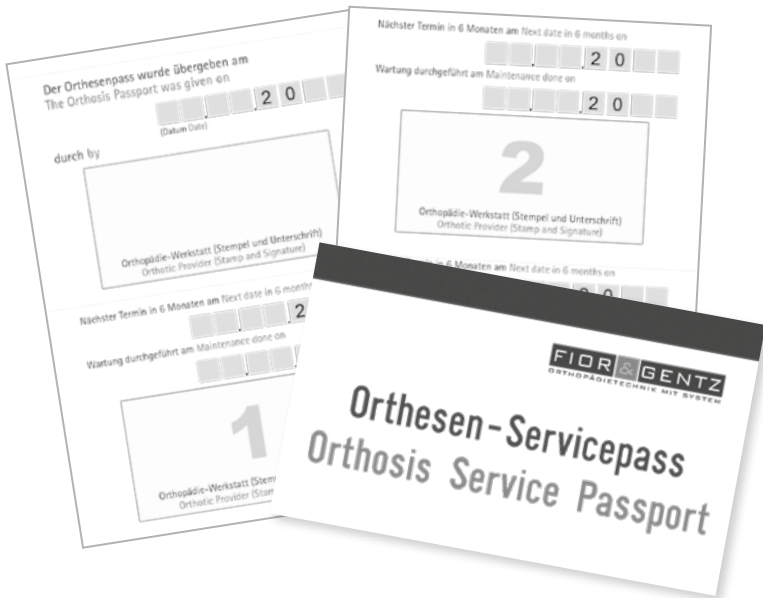 Der Orthesenpass wurde übergeben am
The Orthosis Passport was given on
20
(Datum Date)
durch by
Orthopädie-Werkstatt (Stempel und Unterschrift)
Orthotic Provider (Stamp and Signature)
Nächster Termin in 6 Monaten am Next date in 6 months
2
Wartung durchgeführt am Maintenance done on
1
Orthopädie-Werkstatt (Stem
Orthotic Provider (Stam
Nächster Termin in 6 Monaten am Next date in 6 months on
20
Wartung durchgeführt am Maintenance done on
20
2
Orthopädie-Werkstatt (Stempel und Unterschrift)
Orthotic Provider (Stamp and Signature)
in 6 Monaten am Next date in 6 months on
20
FIOR & GENTZ
ORTHOPÄDIETECHNIK MIT SYSTEM
Orthesen-Servicepass
Orthosis Service Passport